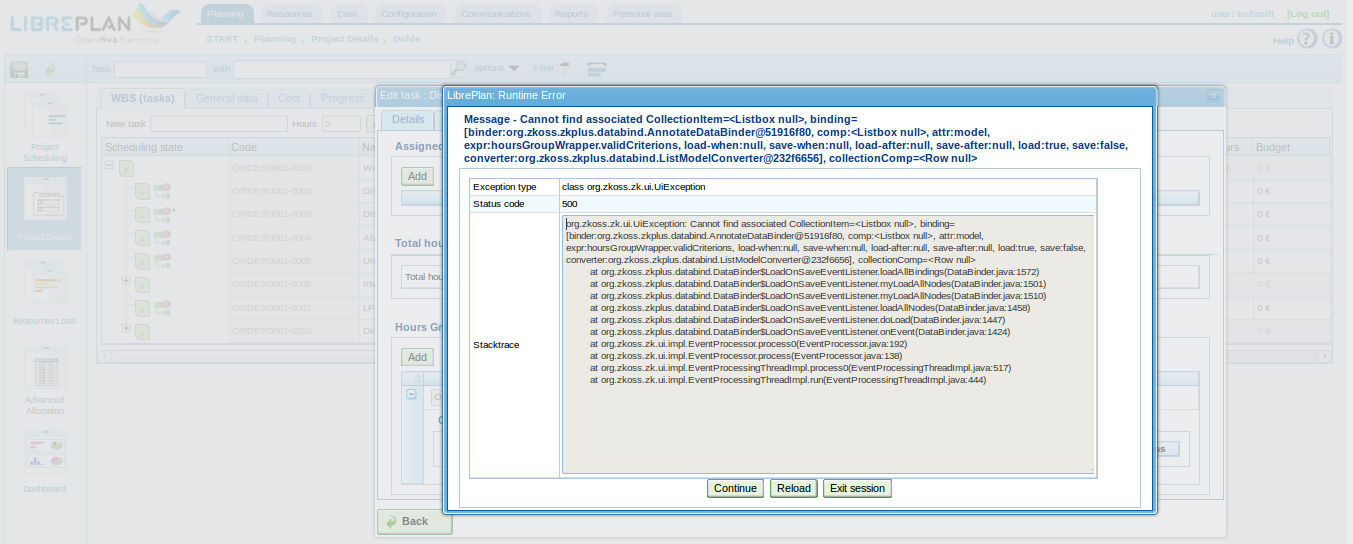 LIBREPLAN
OpenWebPlanning
Planning Resources Cost Configuration Communications Reports Personal area
user: tschmitt [Log out]
START Planning Project Details Dohle
Help
Task with options Filter
Project Scheduling
Project Details
Resources Load
Advanced Allocation
Dashboard
WBS (tasks) General data Cost Progress
New task Hours 0
Scheduling state Code Budget
ORDER0001-0020 0 €
ORDER0001-0002 0 €
ORDER0001-0003 0 €
ORDER0001-0004 0 €
ORDER0001-0005 0 €
ORDER0001-0006 0 €
ORDER0001-0007 0 €
ORDER0001-0010 0 €
Edit task : Di
Details
Assigned
Add
Total hou
Total hou
Hours Gr
Add
Back
LibrePlan: Runtime Error
Message - Cannot find associated CollectionItem=<Listbox null>, binding=
[binder:org.zkoss.zkplus.databind.AnnotateDataBinder@51916f80, comp:<Listbox null>, attr:model,
expr:hoursGroupWrapper.validCriterions, load-when:null, save-when:null, load-after:null, save-after:null, load:true, save:false,
converter:org.zkoss.zkplus.databind.ListModelConverter@232f6656], collectionComp=<Row null>
Exception type class org.zkoss.zk.ui.UiException
Status code 500
Stacktrace
org.zkoss.zk.ui.UiException: Cannot find associated CollectionItem=<Listbox null>, binding=
[binder:org.zkoss.zkplus.databind.AnnotateDataBinder@51916f80, comp:<Listbox null>, attr:model,
expr:hoursGroupWrapper.validCriterions, load-when:null, save-when:null, load-after:null, save-after:null, load:true, save:false,
converter:org.zkoss.zkplus.databind.ListModelConverter@232f6656], collectionComp=<Row null>
at org.zkoss.zkplus.databind.DataBinder$LoadOnSaveEventListener.loadAllBindings(DataBinder.java:1572)
at org.zkoss.zkplus.databind.DataBinder$LoadOnSaveEventListener.myLoadAllNodes(DataBinder.java:1501)
at org.zkoss.zkplus.databind.DataBinder$LoadOnSaveEventListener.myLoadAllNodes(DataBinder.java:1510)
at org.zkoss.zkplus.databind.DataBinder$LoadOnSaveEventListener.loadAllNodes(DataBinder.java:1458)
at org.zkoss.zkplus.databind.DataBinder$LoadOnSaveEventListener.doLoad(DataBinder.java:1447)
at org.zkoss.zkplus.databind.DataBinder$LoadOnSaveEventListener.onEvent(DataBinder.java:1424)
at org.zkoss.zk.ui.impl.EventProcessor.process0(EventProcessor.java:192)
at org.zkoss.zk.ui.impl.EventProcessor.process(EventProcessor.java:138)
at org.zkoss.zk.ui.impl.EventProcessingThreadImpl.process0(EventProcessingThreadImpl.java:517)
at org.zkoss.zk.ui.impl.EventProcessingThreadImpl.run(EventProcessingThreadImpl.java:444)
Continue Reload Exit session